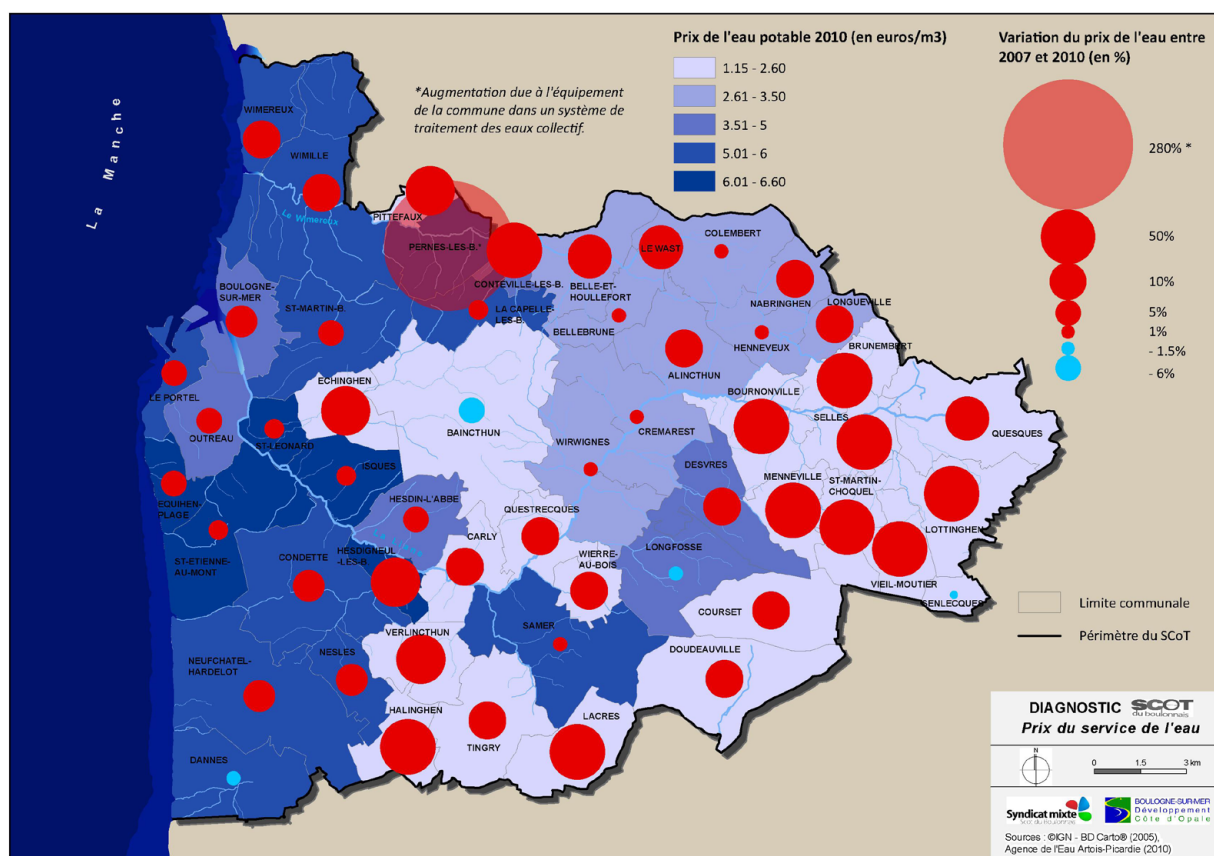 Prix de l'eau potable 2010 (en euros/m3)
1.15 - 2.60
2.61 - 3.50
3.51 - 5
5.01 - 6
6.01 - 6.60
Variation du prix de l'eau entre
2007 et 2010 (en %)
280% *
50%
10%
5%
1%
- 1.5%
- 6%
*Augmentation due à l'équipement
de la commune dans un système de
traitement des eaux collectif.
La Manche
WIMEREUX
WIMILLE
Le Wimereux
PITTEFAUX
PERNES-LES-B.*
CONTEVILLE-LES-B.
BELLE-ET-
HOULLEFORT
LE WAST
COLEMBERT
NABRINGHEN
LONGUEVILLE
BOULOGNE-
SUR-MER
ST-MARTIN-B.
LA CAPELLE-
LES-B.
BELLEBRUNE
HENNEVEUX
BRUNEMBERT
ALINCTHUN
LE PORTEL
ECHINGHEN
BOURNONVILLE
SELLES
QUESQUES
OUTREAU
ST-LEONARD
BAINCTHUN
WIRWIGNES
CREMAREST
DESVRES
ISQUES
MENNEVILLE
ST-MARTIN-
CHOQUEL
EQUIHEN-
PLAGE
HESDIN-L'ABBE
QUESTRECQUES
LOTTINGHEN
ST-ETIENNE-
AU-MONT
La Liane
CARLY
LONGFOSSE
CONDETTE
HESDIGNEUL
-LES-B.
WIERRE-
AU-BOIS
VIEIL-MOUTIER
SENLECQUES
COURSET
VERLINCTHUN
SAMER
DOUDEAUVILLE
NEUFCHATEL-
HARDELOT
NESLES
HALINGHEN
TINGRY
LACRES
DANNES
Limite communale
Périmètre du SCoT
DIAGNOSTIC SCOT
du boulonnais
Prix du service de l'eau
N
0 1.5 3 km
Syndicat mixte
BOULOGNE-SUR-MER
Développement
Côte d'Opale
Sources : ©IGN - BD Carto® (2005),
Agence de l'Eau Artois-Picardie (2010)